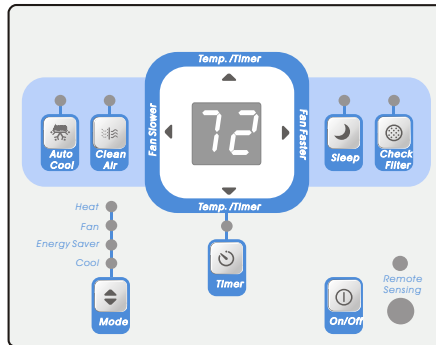 Temp./Timer
Fan Slower
72
Fan Faster
Temp./Timer
Auto
Cool
Clean
Air
Sleep
Check
Filter
Heat
Fan
Energy Saver
Cool
Mode
Timer
On/Off
Remote
Sensing